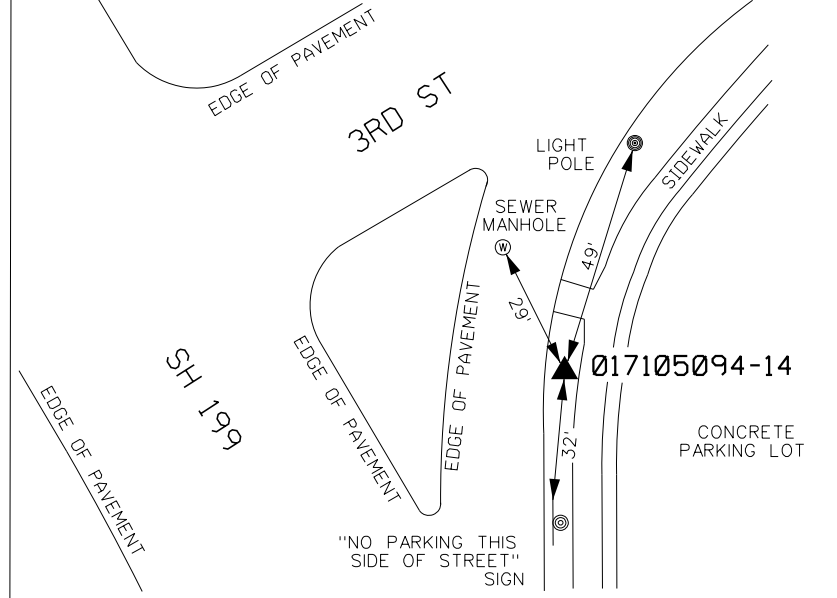 EDGE OF PAVEMENT
3RD ST
LIGHT
POLE
SIDEWALK
SEWER
MANHOLE
W
49'
29'
EDGE OF PAVEMENT
EDGE OF PAVEMENT
SH 199
017105094-14
EDGE OF PAVEMENT
32'
CONCRETE
PARKING LOT
"NO PARKING THIS
SIDE OF STREET"
SIGN